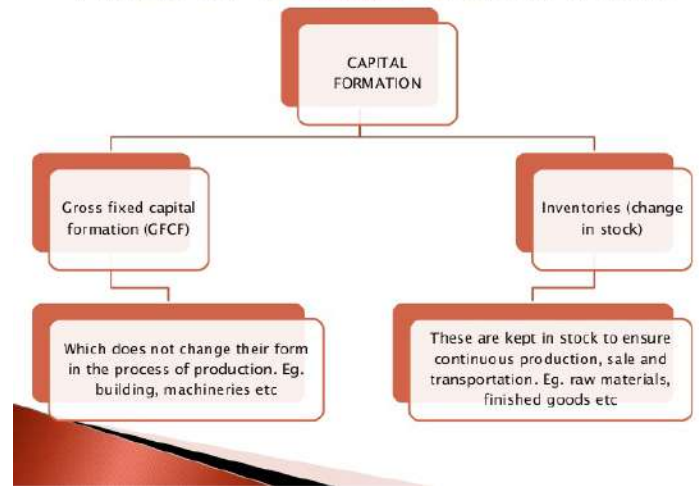 CAPITAL
FORMATION
Gross fixed capital
formation (GFCF)
Inventories (change
in stock)
Which does not change their form
in the process of production. Eg.
building, machineries etc
These are kept in stock to ensure
continuous production, sale and
transportation. Eg. raw materials,
finished goods etc